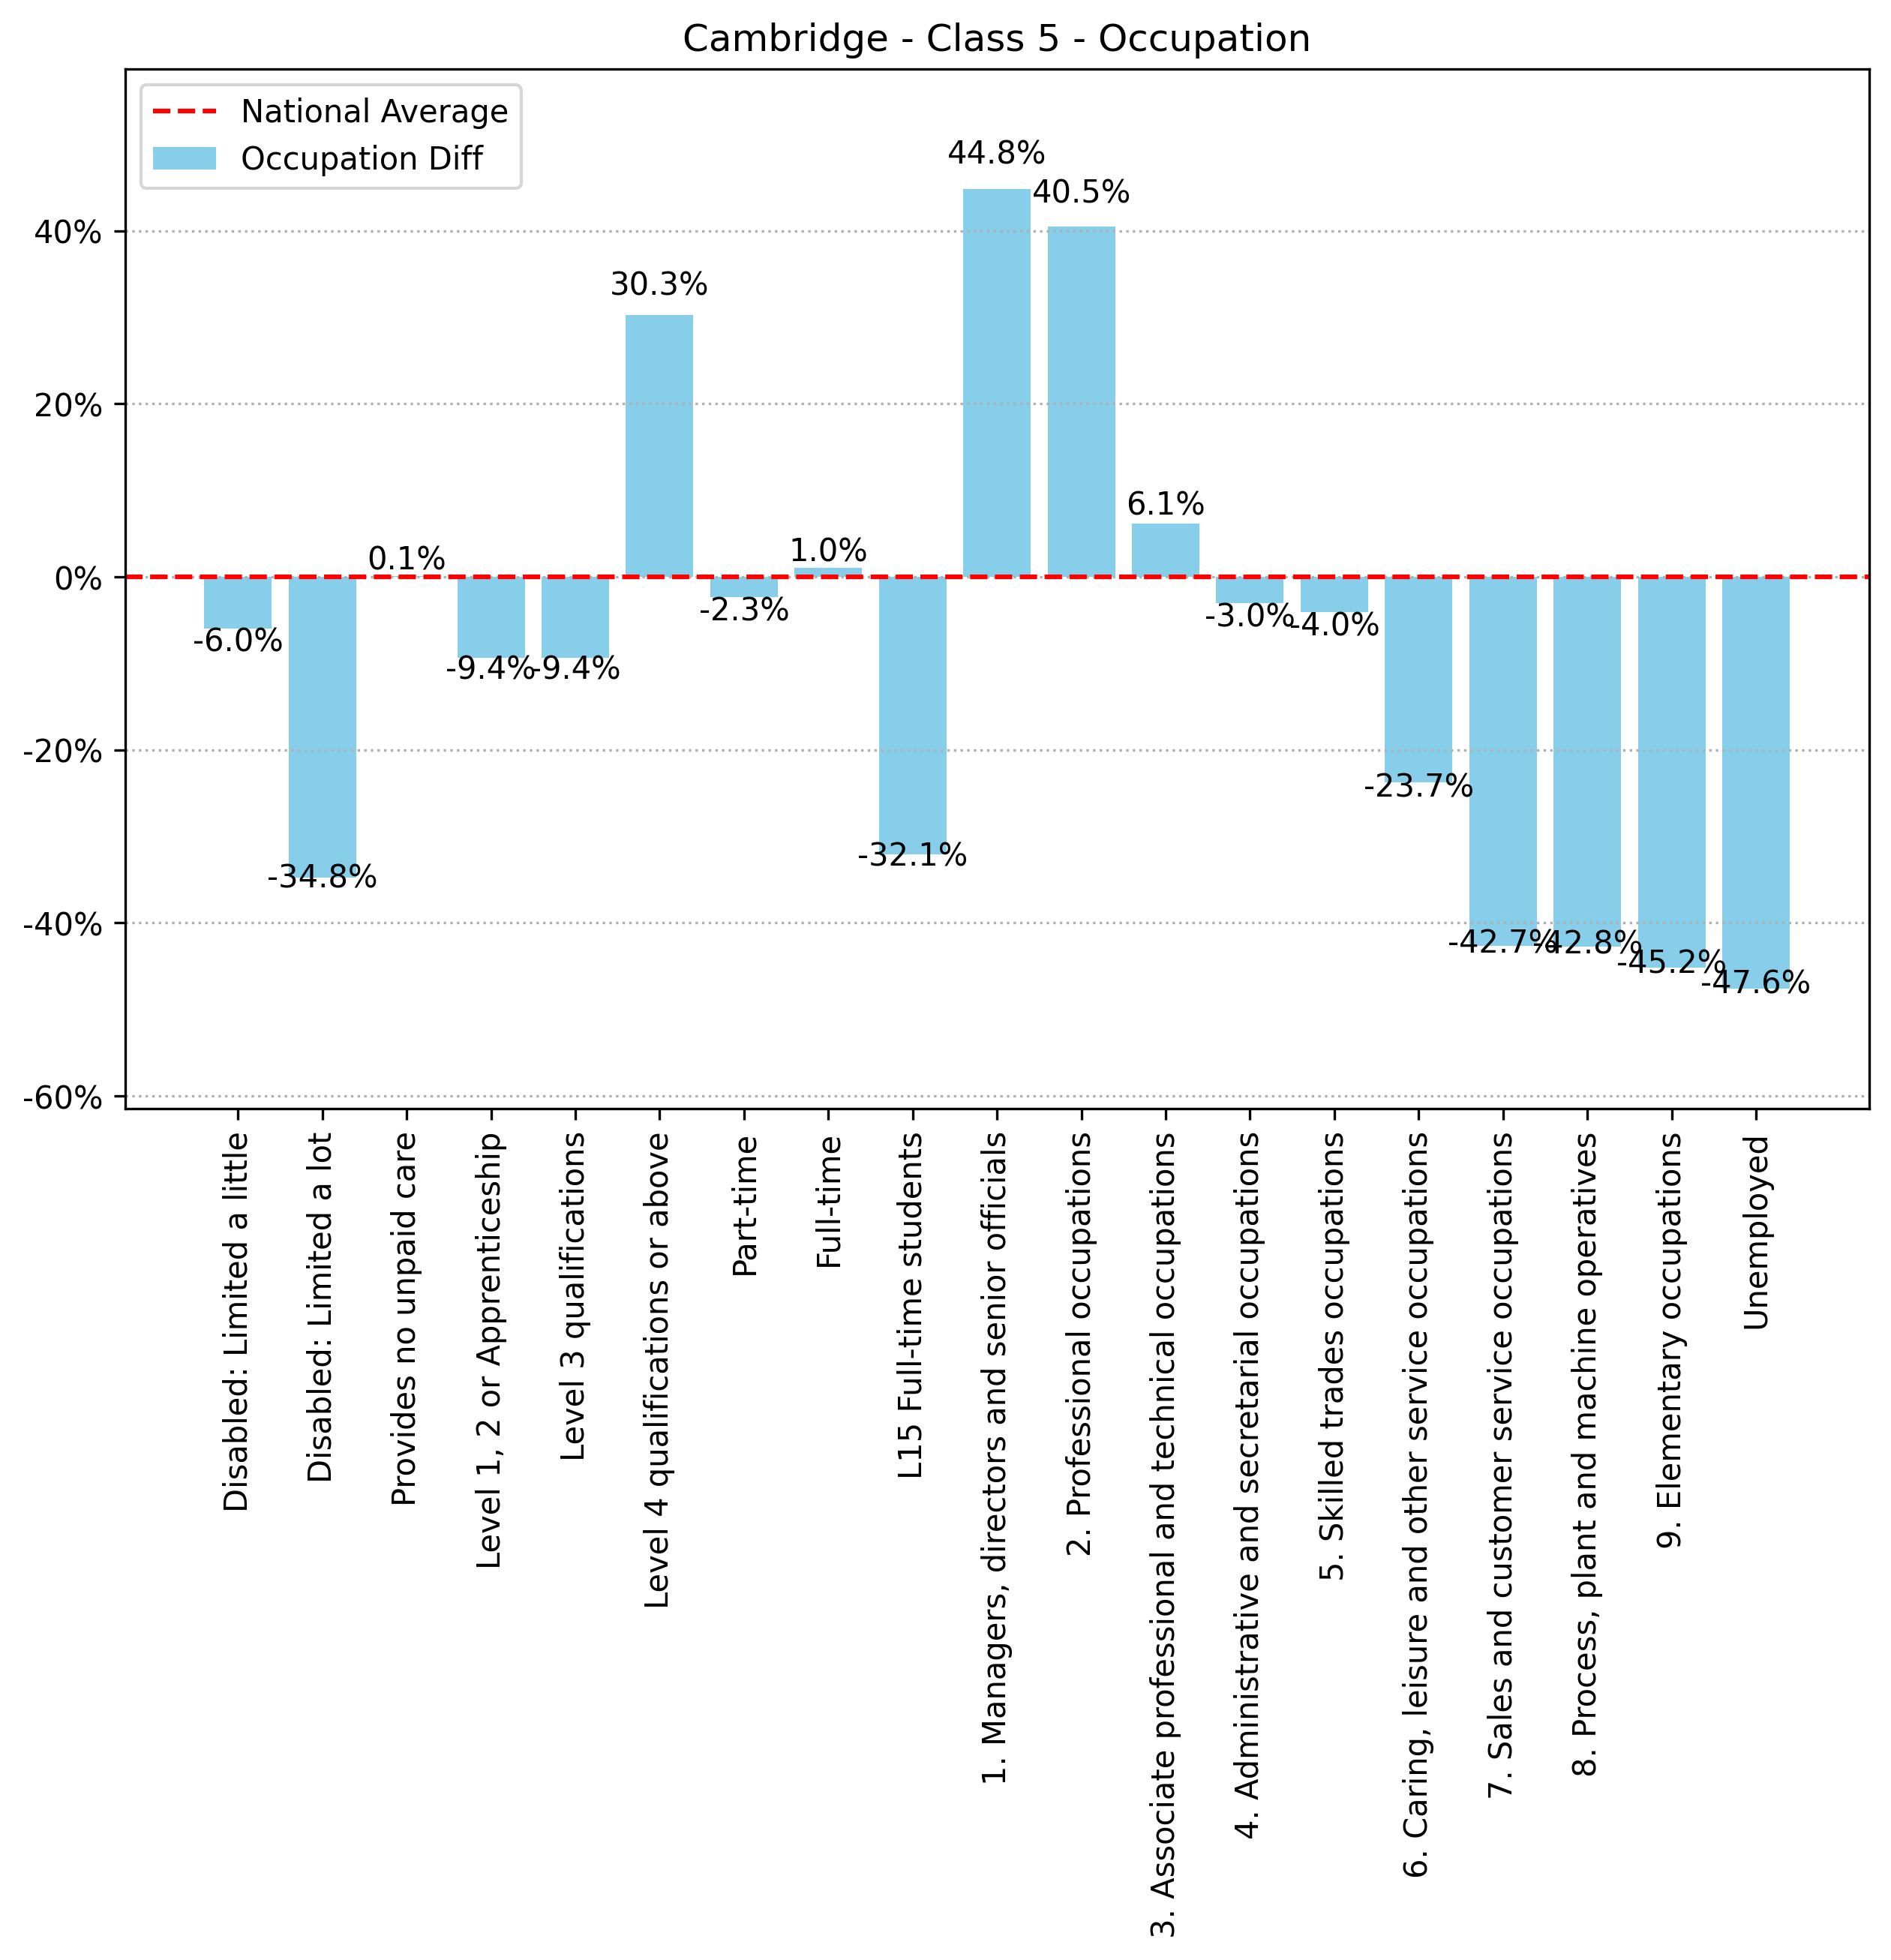 Cambridge - Class 5 - Occupation
National Average
Occupation Diff
40%
20%
0%
-20%
-40%
-60%
-6.0%
-34.8%
0.1%
-9.4%
-9.4%
30.3%
-2.3%
1.0%
-32.1%
44.8%
40.5%
6.1%
-3.0%
-4.0%
-23.7%
-42.7%
-42.8%
-45.2%
-47.6%
Disabled: Limited a little
Disabled: Limited a lot
Provides no unpaid care
Level 1, 2 or Apprenticeship
Level 3 qualifications
Level 4 qualifications or above
Part-time
Full-time
L15 Full-time students
1. Managers, directors and senior officials
2. Professional occupations
3. Associate professional and technical occupations
4. Administrative and secretarial occupations
5. Skilled trades occupations
6. Caring, leisure and other service occupations
7. Sales and customer service occupations
8. Process, plant and machine operatives
9. Elementary occupations
Unemployed